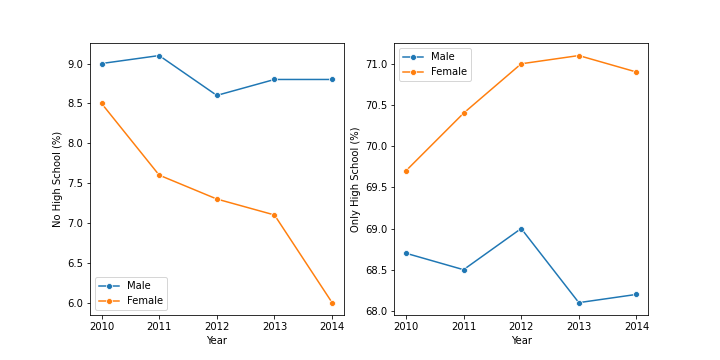 No High School (%)
9.0
8.5
8.0
7.5
7.0
6.5
6.0
Male
Female
2010 2011 2012 2013 2014
Year
Only High School (%)
71.0
70.5
70.0
69.5
69.0
68.5
68.0
Male
Female
2010 2011 2012 2013 2014
Year